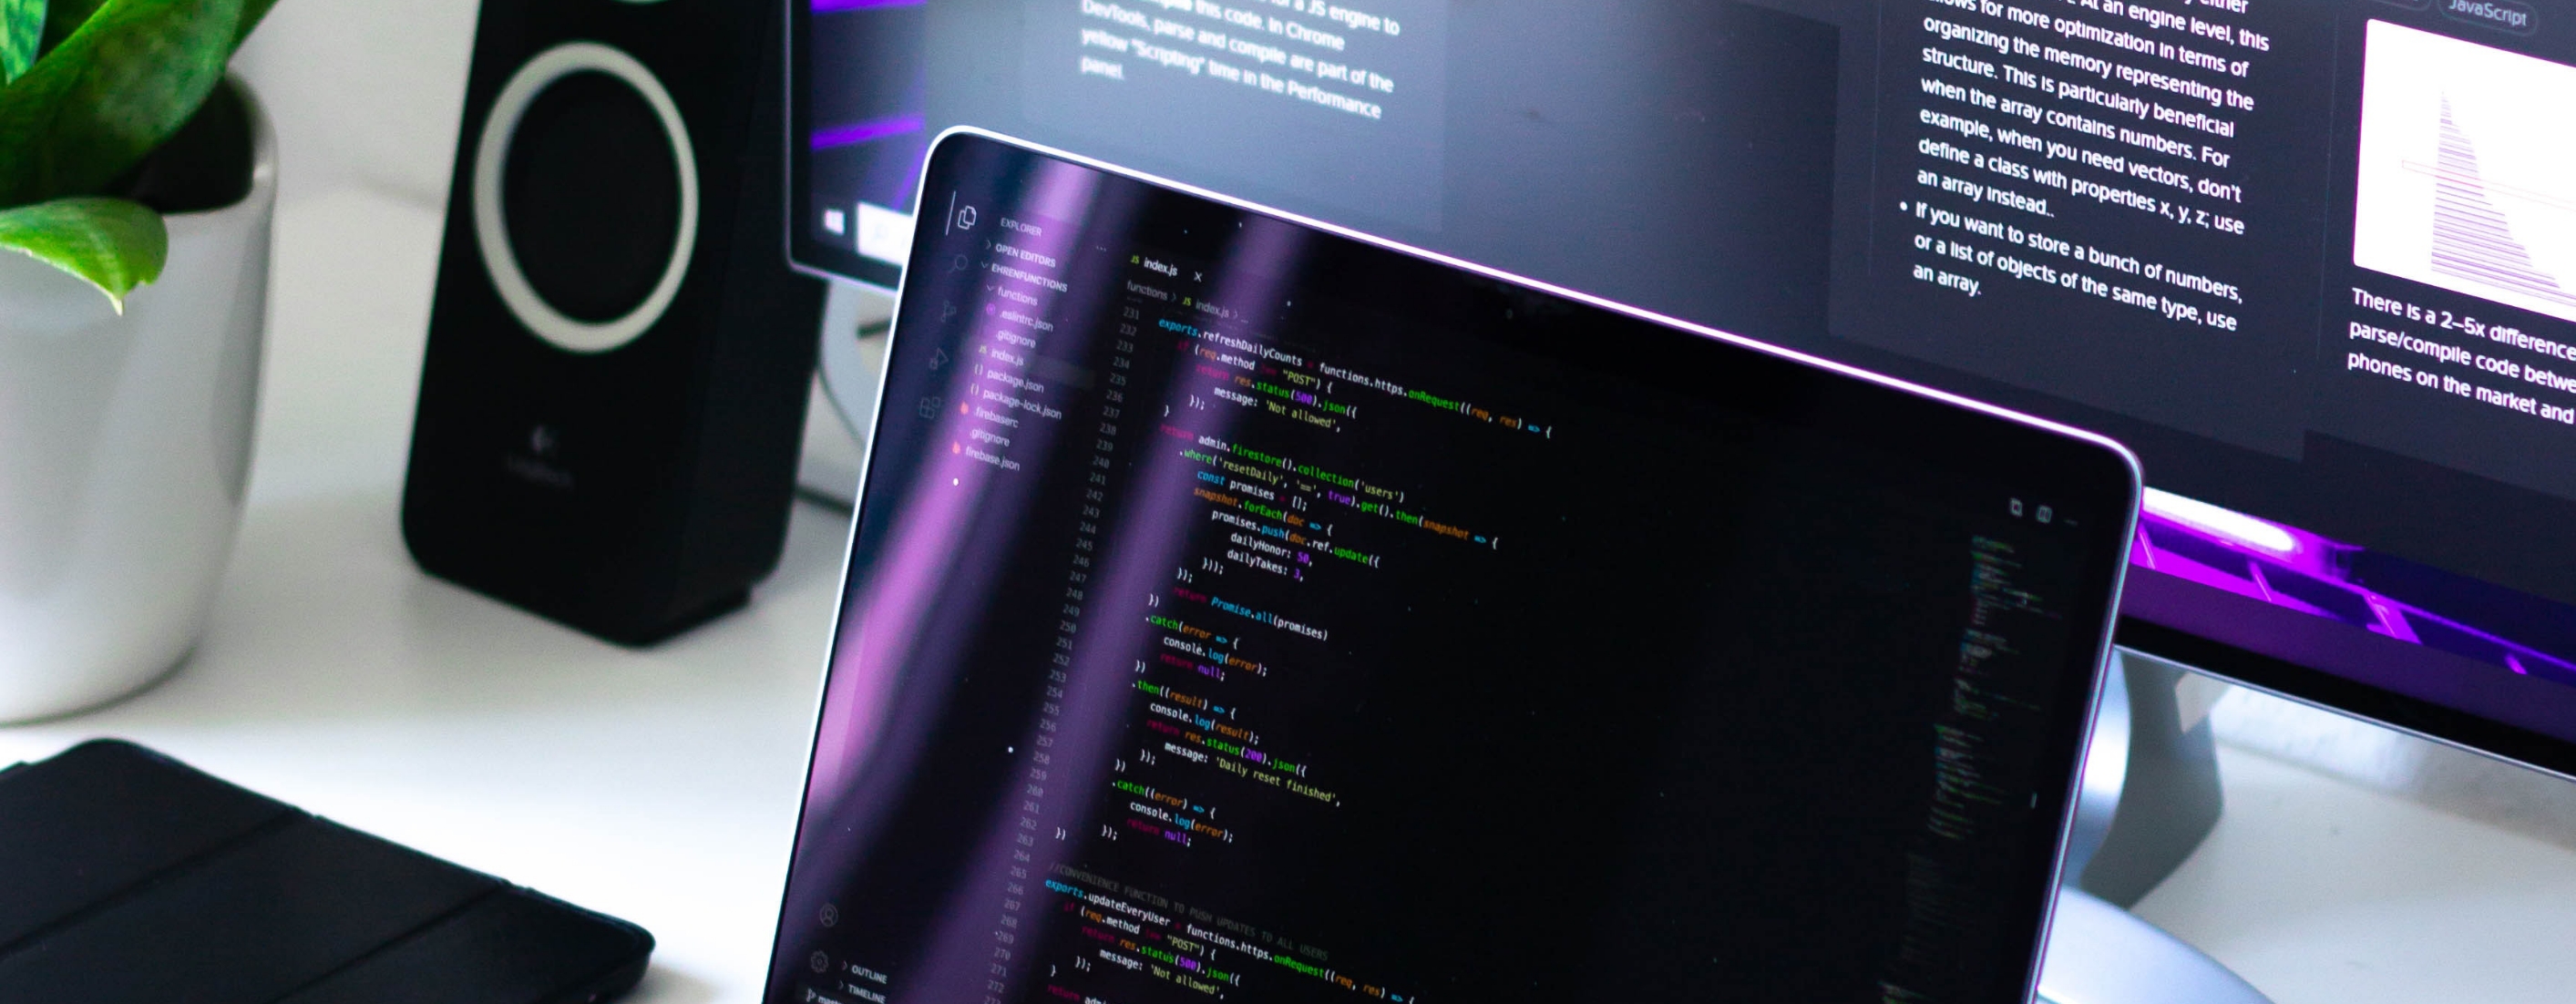 for a JS engine to
this code. In Chrome
DevTools, parse and compile are part of the
yellow "Scripting" time in the Performance
panel.
At an engine level, this
for more optimization in terms of
organizing the memory representing the
structure. This is particularly beneficial
when the array contains numbers. For
example, when you need vectors, don't
define a class with properties x, y, z; use
an array instead..
• If you want to store a bunch of numbers,
or a list of objects of the same type, use
an array.
JavaScript
There is a 2–5x difference
parse/compile code
phones on the market and
EXPLORER
OPEN EDITORS
EHRENFUNCTIONS
functions
.eslintrc.json
.gitignore
index.js
package.json
package-lock.json
.firebaserc
.gitignore
firebase.json
OUTLINE
TIMELINE
JS index.js ×
functions > JS index.js > ...
231
232 exports.refreshDailyCounts = functions.https.onRequest((req, res) => {
233 if (req.method !== "POST") {
234 return res.status(500).json({
235 message: 'Not allowed',
236 });
237 }
238 return admin.firestore().collection('users')
239 .where('resetDaily', '==', true).get().then(snapshot => {
240 const promises = [];
241 snapshot.forEach(doc => {
242 promises.push(doc.ref.update({
243 dailyHonor: 50,
244 dailyTakes: 3,
245 }));
246 });
247 return Promise.all(promises)
248 })
249 .catch(error => {
250 console.log(error);
251 return null;
252 })
253 .then((result) => {
254 console.log(result);
255 return res.status(200).json({
256 message: 'Daily reset finished',
257 });
258 })
259 .catch((error) => {
260 console.log(error);
261 return null;
262 });
263 })
264
265 //CONVENIENCE FUNCTION TO PUSH UPDATES TO ALL USERS
266 exports.updateEveryUser = functions.https.onRequest((req, res) => {
267 if (req.method !== "POST") {
268 return res.status(500).json({
269 message: 'Not allowed',
270 });
271 }
272 return